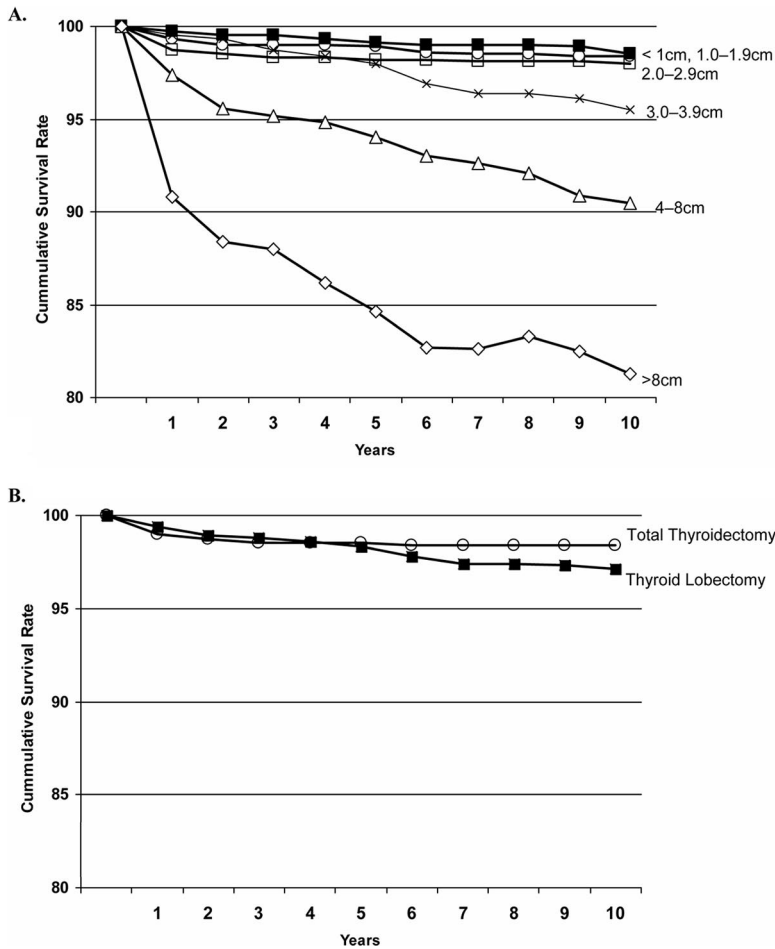 A.
100
95
90
85
80
Cummulative Survival Rate
< 1cm, 1.0–1.9cm
2.0–2.9cm
3.0–3.9cm
4–8cm
>8cm
1 2 3 4 5 6 7 8 9 10
Years
B.
100
95
90
85
80
Cummulative Survival Rate
Total Thyroidectomy
Thyroid Lobectomy
1 2 3 4 5 6 7 8 9 10
Years